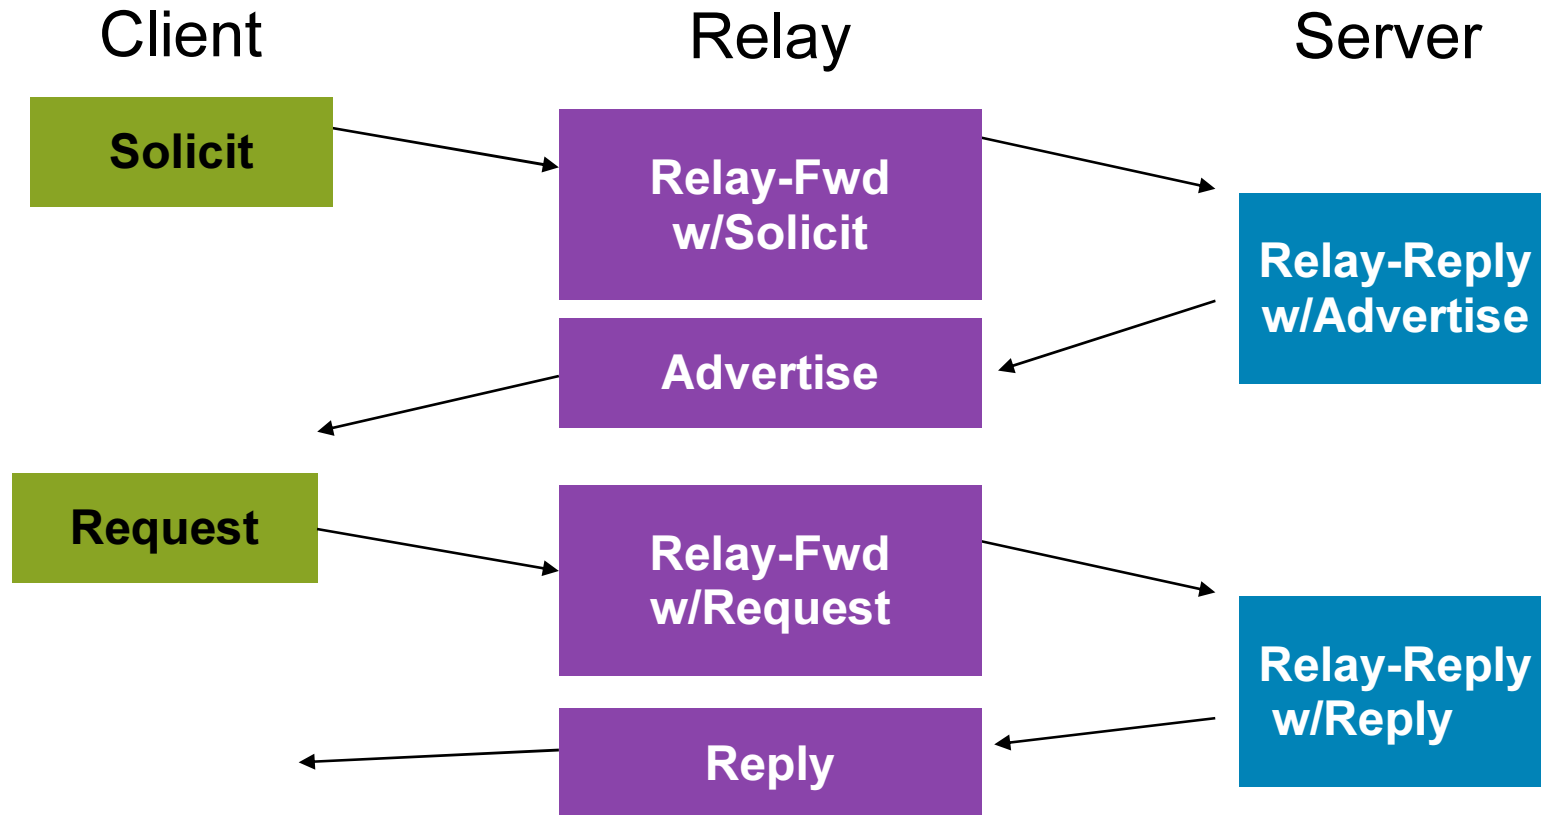 Client
Relay
Server
Solicit
Relay-Fwd
w/Solicit
Relay-Reply
w/Advertise
Advertise
Request
Relay-Fwd
w/Request
Relay-Reply
w/Reply
Reply